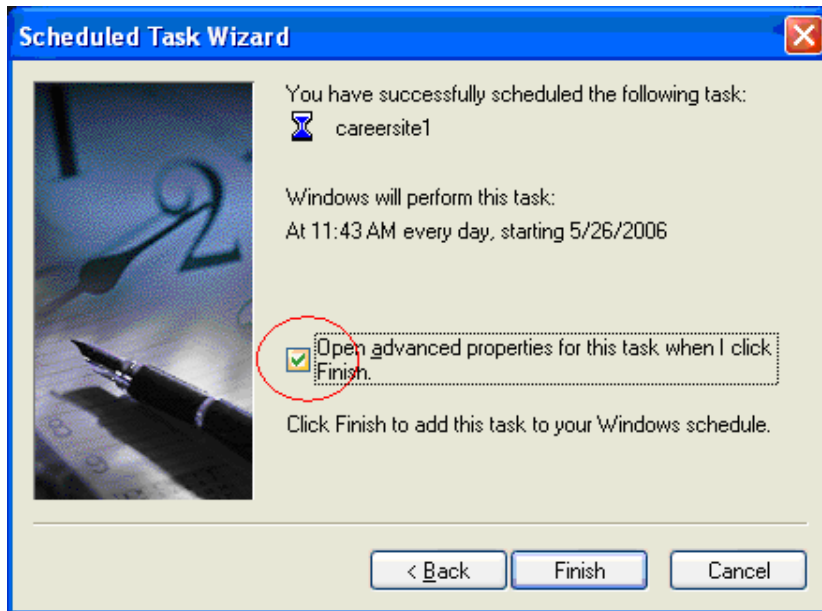 Scheduled Task Wizard
You have successfully scheduled the following task:
careersite1
Windows will perform this task:
At 11:43 AM every day, starting 5/26/2006
Open advanced properties for this task when I click
Finish.
Click Finish to add this task to your Windows schedule.
< Back
Finish
Cancel